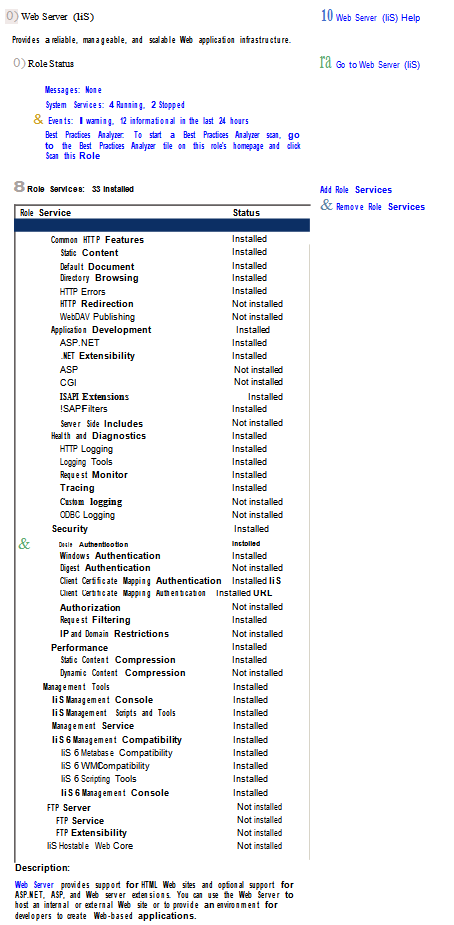 0) Web Server (IiS)
10 Web Server (IiS) Help
Provides a reliable, manageable, and scalable Web application infrastructure.
0) Role Status
ra Go to Web Server (IiS)
Messages: None
System Services: 4 Running, 2 Stopped
& Events: 1 warning, 12 informational in the last 24 hours
Best Practices Analyzer: To start a Best Practices Analyzer scan, go
to the Best Practices Analyzer tile on this role's homepage and click
Scan this Role
8 Role Services: 33 Installed
Add Role Services
& Remove Role Services
Role Service Status
Common HTTP Features Installed
Static Content Installed
Default Document Installed
Directory Browsing Installed
HTTP Errors Installed
HTTP Redirection Not installed
WebDAV Publishing Not installed
Application Development Installed
ASP.NET Installed
.NET Extensibility Installed
ASP Not installed
CGI Not installed
ISAPI Extensions Installed
!SAPFilters Installed
Server Side Includes Not installed
Health and Diagnostics Installed
HTTP Logging Installed
Logging Tools Installed
Request Monitor Installed
Tracing Installed
Custom logging Not installed
ODBC Logging Not installed
Security Installed
& Authentication Installed
Windows Authentication Installed
Digest Authentication Not installed
Client Certificate Mapping Authentication Installed IiS
Client Certificate Mapping Authentication Installed URL
Authorization Not installed
Request Filtering Installed
IP and Domain Restrictions Not installed
Performance Installed
Static Content Compression Installed
Dynamic Content Compression Not installed
Management Tools Installed
IiS Management Console Installed
IiS Management Scripts and Tools Installed
Management Service Installed
IiS 6 Management Compatibility Installed
IiS 6 Metabase Compatibility Installed
IiS 6 WMCompatibility Installed
IiS 6 Scripting Tools Installed
IiS 6 Management Console Installed
FTP Server Not installed
FTP Service Not installed
FTP Extensibility Not installed
IiS Hostable Web Core Not installed
Description:
Web Server provides support for HTML Web sites and optional support for
ASP.NET, ASP, and Web server extensions. You can use the Web Server to
host an internal or external Web site or to provide an environment for
developers to create Web-based applications.